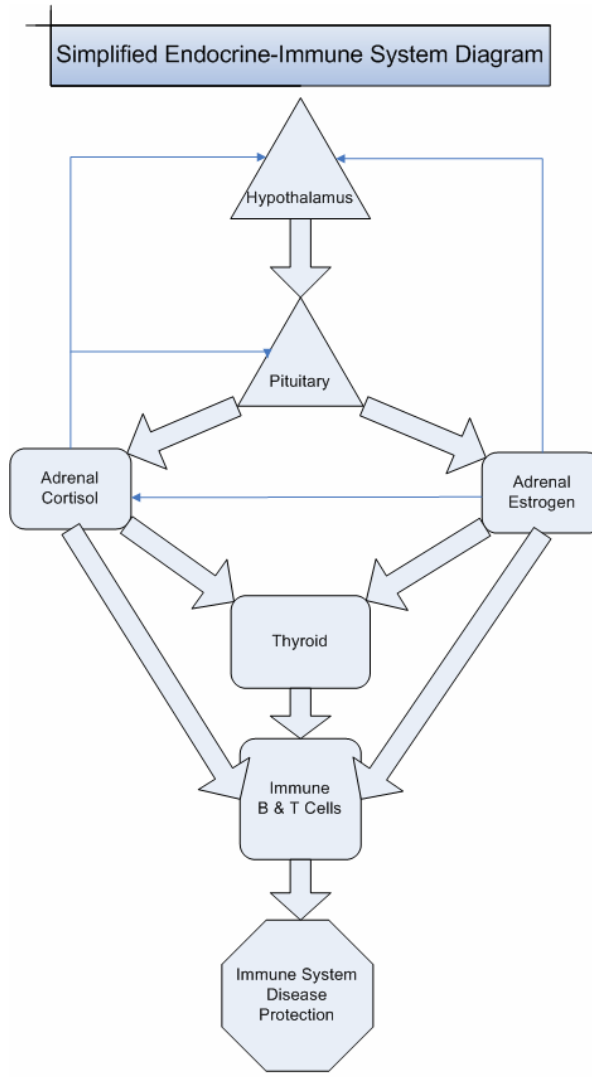 Simplified Endocrine-Immune System Diagram
Hypothalamus
Pituitary
Adrenal
Cortisol
Adrenal
Estrogen
Thyroid
Immune
B & T Cells
Immune System
Disease
Protection